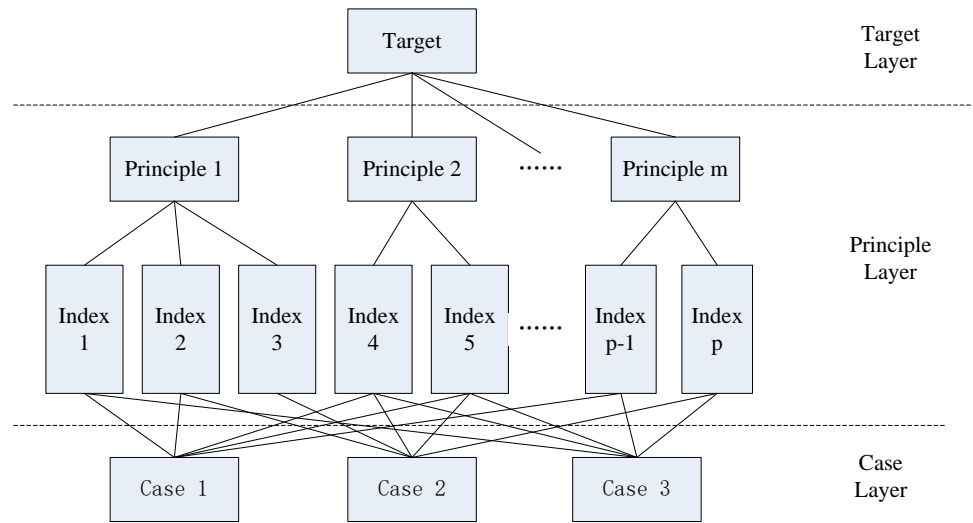 Target
Target
Layer
Principle 1
Principle 2
......
Principle m
Principle
Layer
Index
1
Index
2
Index
3
Index
4
Index
5
......
Index
p-1
Index
p
Case 1
Case 2
Case 3
Case
Layer